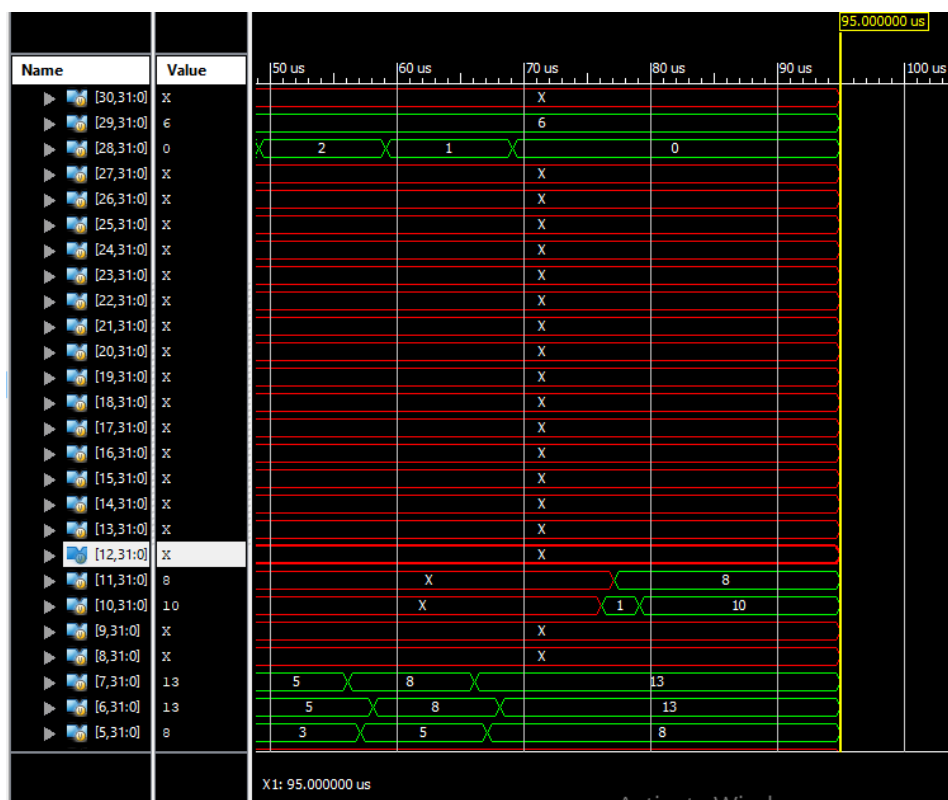 95.000000 us
Name Value
50 us 60 us 70 us 80 us 90 us 100 us
[30,31:0] X X
[29,31:0] 6 6
[28,31:0] 0 2 1 0
[27,31:0] X X
[26,31:0] X X
[25,31:0] X X
[24,31:0] X X
[23,31:0] X X
[22,31:0] X X
[21,31:0] X X
[20,31:0] X X
[19,31:0] X X
[18,31:0] X X
[17,31:0] X X
[16,31:0] X X
[15,31:0] X X
[14,31:0] X X
[13,31:0] X X
[12,31:0] X X
[11,31:0] 8 X 8
[10,31:0] 10 X 1 10
[9,31:0] X X
[8,31:0] X X
[7,31:0] 13 5 8 13
[6,31:0] 13 5 8 13
[5,31:0] 8 3 5 8
X1: 95.000000 us